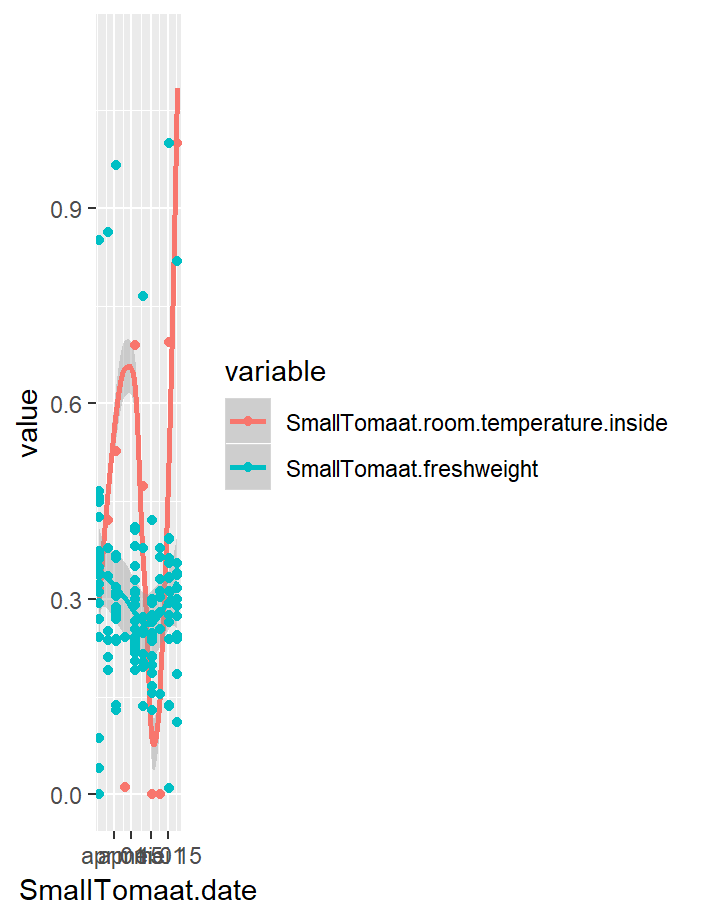 value
0.9
0.6
0.3
0.0
SmallTomaat.date
variable
SmallTomaat.room.temperature.inside
SmallTomaat.freshweight